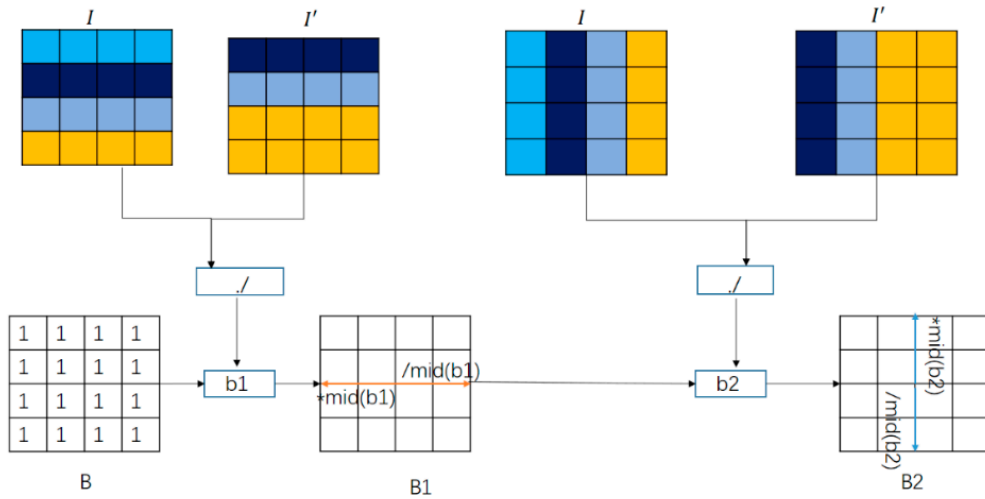 I I' I I'
./ ./
1 1 1 1
1 1 1 1
1 1 1 1
1 1 1 1
b1
/mid(b1)
*mid(b1)
b2
*mid(b2)
/mid(b2)
B B1 B2